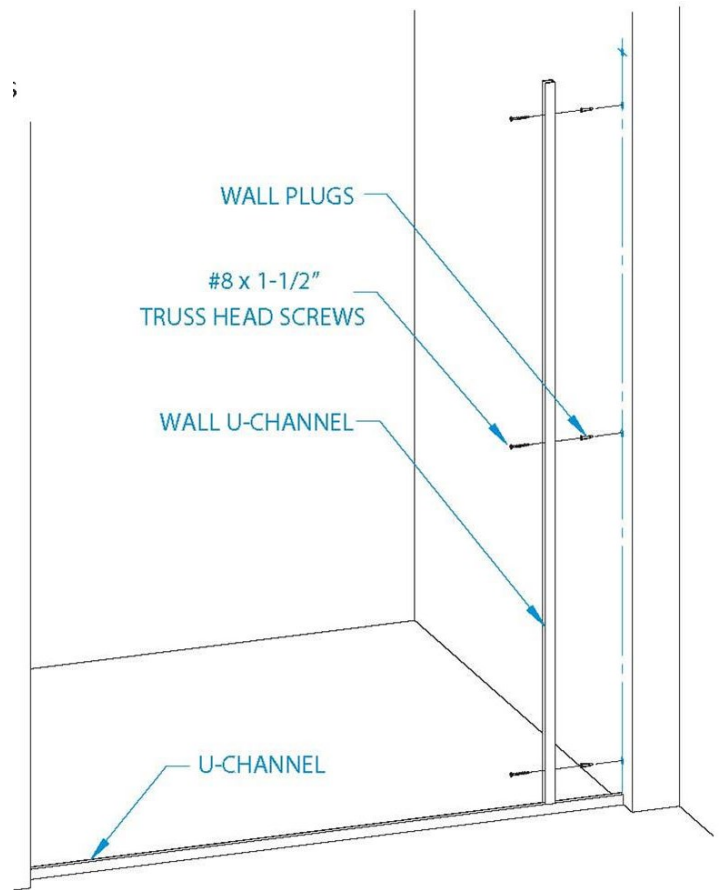 WALL PLUGS
#8 x 1-1/2”
TRUSS HEAD SCREWS
WALL U-CHANNEL
U-CHANNEL